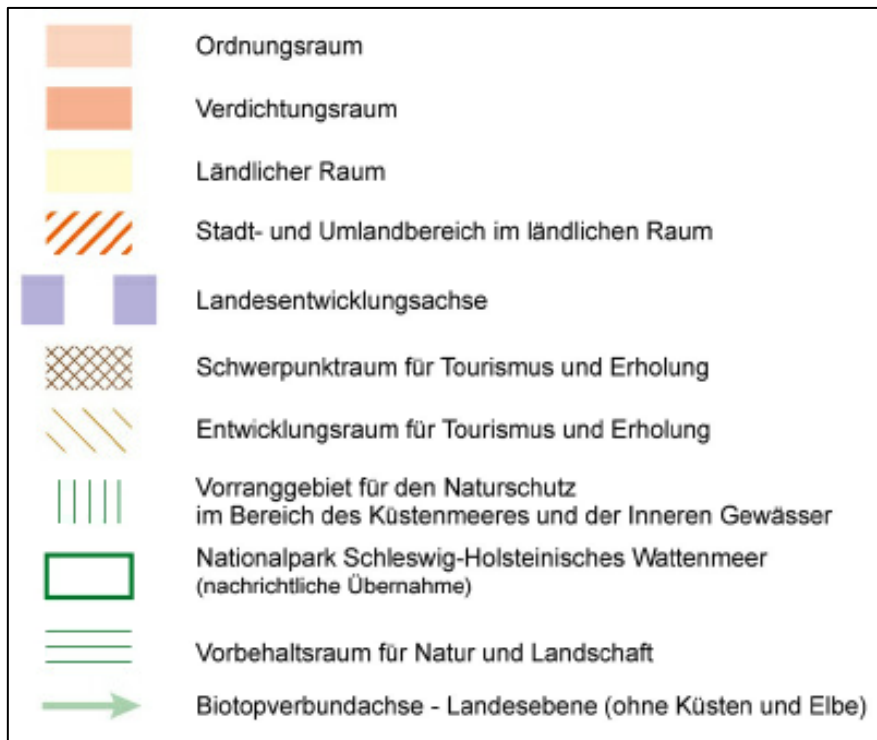 Ordnungsraum
Verdichtungsraum
Ländlicher Raum
Stadt- und Umlandbereich im ländlichen Raum
Landesentwicklungsachse
Schwerpunktraum für Tourismus und Erholung
Entwicklungsraum für Tourismus und Erholung
Vorranggebiet für den Naturschutz
im Bereich des Küstenmeeres und der Inneren Gewässer
Nationalpark Schleswig-Holsteinisches Wattenmeer
(nachrichtliche Übernahme)
Vorbehaltsraum für Natur und Landschaft
Biotopverbundachse - Landesebene (ohne Küsten und Elbe)